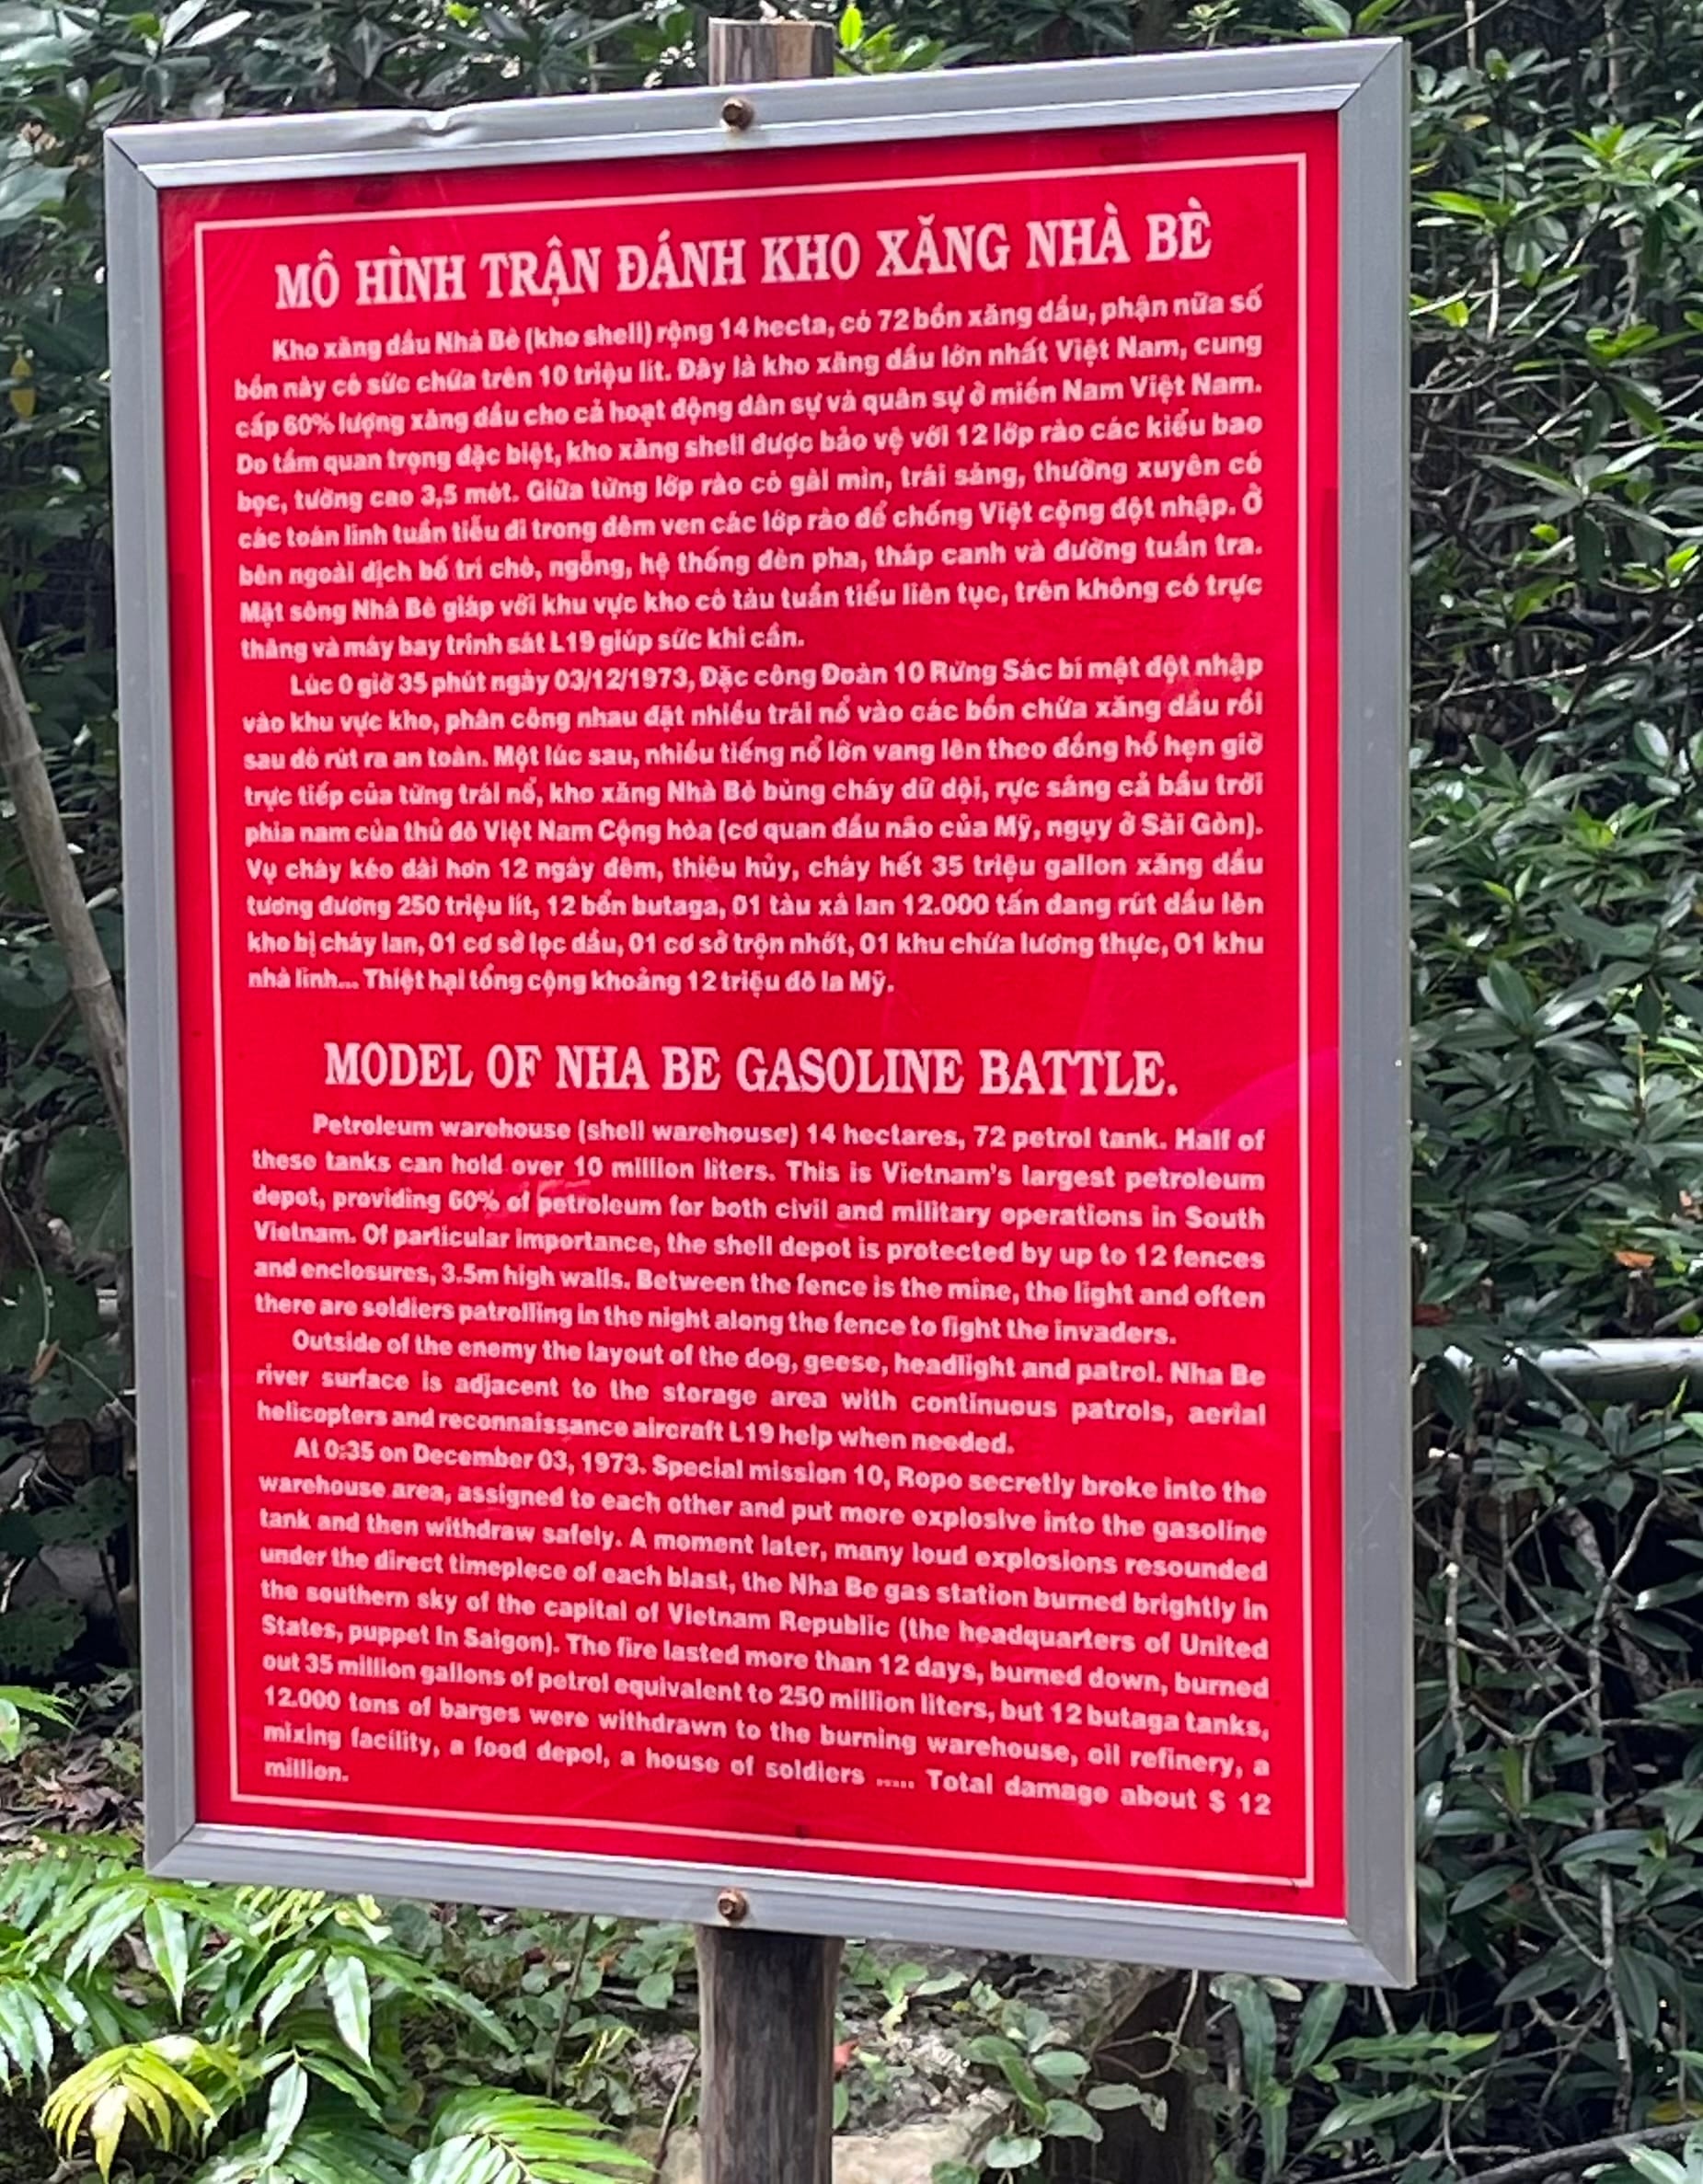 MÔ HÌNH TRẬN ĐÁNH KHO XĂNG NHÀ BÈ
Kho xăng dầu Nhà Bè (kho shell) rộng 14 hecta, có 72 bồn xăng dầu, phận nữa số
bồn này có sức chứa trên 10 triệu lít. Đây là kho xăng dầu lớn nhất Việt Nam, cung
cấp 60% lượng xăng dầu cho cả hoạt động dân sự và quân sự ở miền Nam Việt Nam.
Do tầm quan trọng đặc biệt, kho xăng shell được bảo vệ với 12 lớp rào các kiểu bao
bọc, tường cao 3,5 mét. Giữa từng lớp rào có gài mìn, trái sáng, thường xuyên có
các toán lính tuần tiểu đi trong đêm ven các lớp rào để chống Việt cộng đột nhập. Ở
bên ngoài địch bố trí chó, ngỗng, hệ thống đèn pha, tháp canh và đường tuần tra.
Mặt sông Nhà Bè giáp với khu vực kho có tàu tuần tiểu liên tục, trên không có trực
thăng và máy bay trinh sát L19 giúp sức khi cần.
Lúc 0 giờ 35 phút ngày 03/12/1973, Đặc công Đoàn 10 Rừng Sác bí mật đột nhập
vào khu vực kho, phân công nhau đặt nhiều trái nổ vào các bồn chứa xăng dầu rồi
sau đó rút ra an toàn. Một lúc sau, nhiều tiếng nổ lớn vang lên theo đồng hồ hẹn giờ
trực tiếp của từng trái nổ, kho xăng Nhà Bè bùng cháy dữ dội, rực sáng cả bầu trời
phía nam của thủ đô Việt Nam Cộng hòa (cơ quan đầu não của Mỹ, ngụy ở Sài Gòn).
Vụ cháy kéo dài hơn 12 ngày đêm, thiêu hủy, cháy hết 35 triệu gallon xăng dầu
tương đương 250 triệu lít, 12 bồn butaga, 01 tàu xà lan 12.000 tấn đang rút dầu lên
kho bị cháy lan, 01 cơ sở lọc dầu, 01 cơ sở trộn nhớt, 01 khu chứa lương thực, 01 khu
nhà lính... Thiệt hại tổng cộng khoảng 12 triệu đô la Mỹ.
MODEL OF NHA BE GASOLINE BATTLE.
Petroleum warehouse (shell warehouse) 14 hectares, 72 petrol tank. Half of
these tanks can hold over 10 million liters. This is Vietnam's largest petroleum
depot, providing 60% of petroleum for both civil and military operations in South
Vietnam. Of particular importance, the shell depot is protected by up to 12 fences
and enclosures, 3.5m high walls. Between the fence is the mine, the light and often
there are soldiers patrolling in the night along the fence to fight the invaders.
Outside of the enemy the layout of the dog, geese, headlight and patrol. Nha Be
river surface is adjacent to the storage area with continuous patrols, aerial
helicopters and reconnaissance aircraft L19 help when needed.
At 0:35 on December 03, 1973. Special mission 10, Ropo secretly broke into the
warehouse area, assigned to each other and put more explosive into the gasoline
tank and then withdraw safely. A moment later, many loud explosions resounded
under the direct timepiece of each blast, the Nha Be gas station burned brightly in
the southern sky of the capital of Vietnam Republic (the headquarters of United
States, puppet In Saigon). The fire lasted more than 12 days, burned down, burned
out 35 million gallons of petrol equivalent to 250 million liters, but 12 butaga tanks,
12.000 tons of barges were withdrawn to the burning warehouse, oil refinery, a
mixing facility, a food depol, a house of soldiers ..... Total damage about $ 12
million.